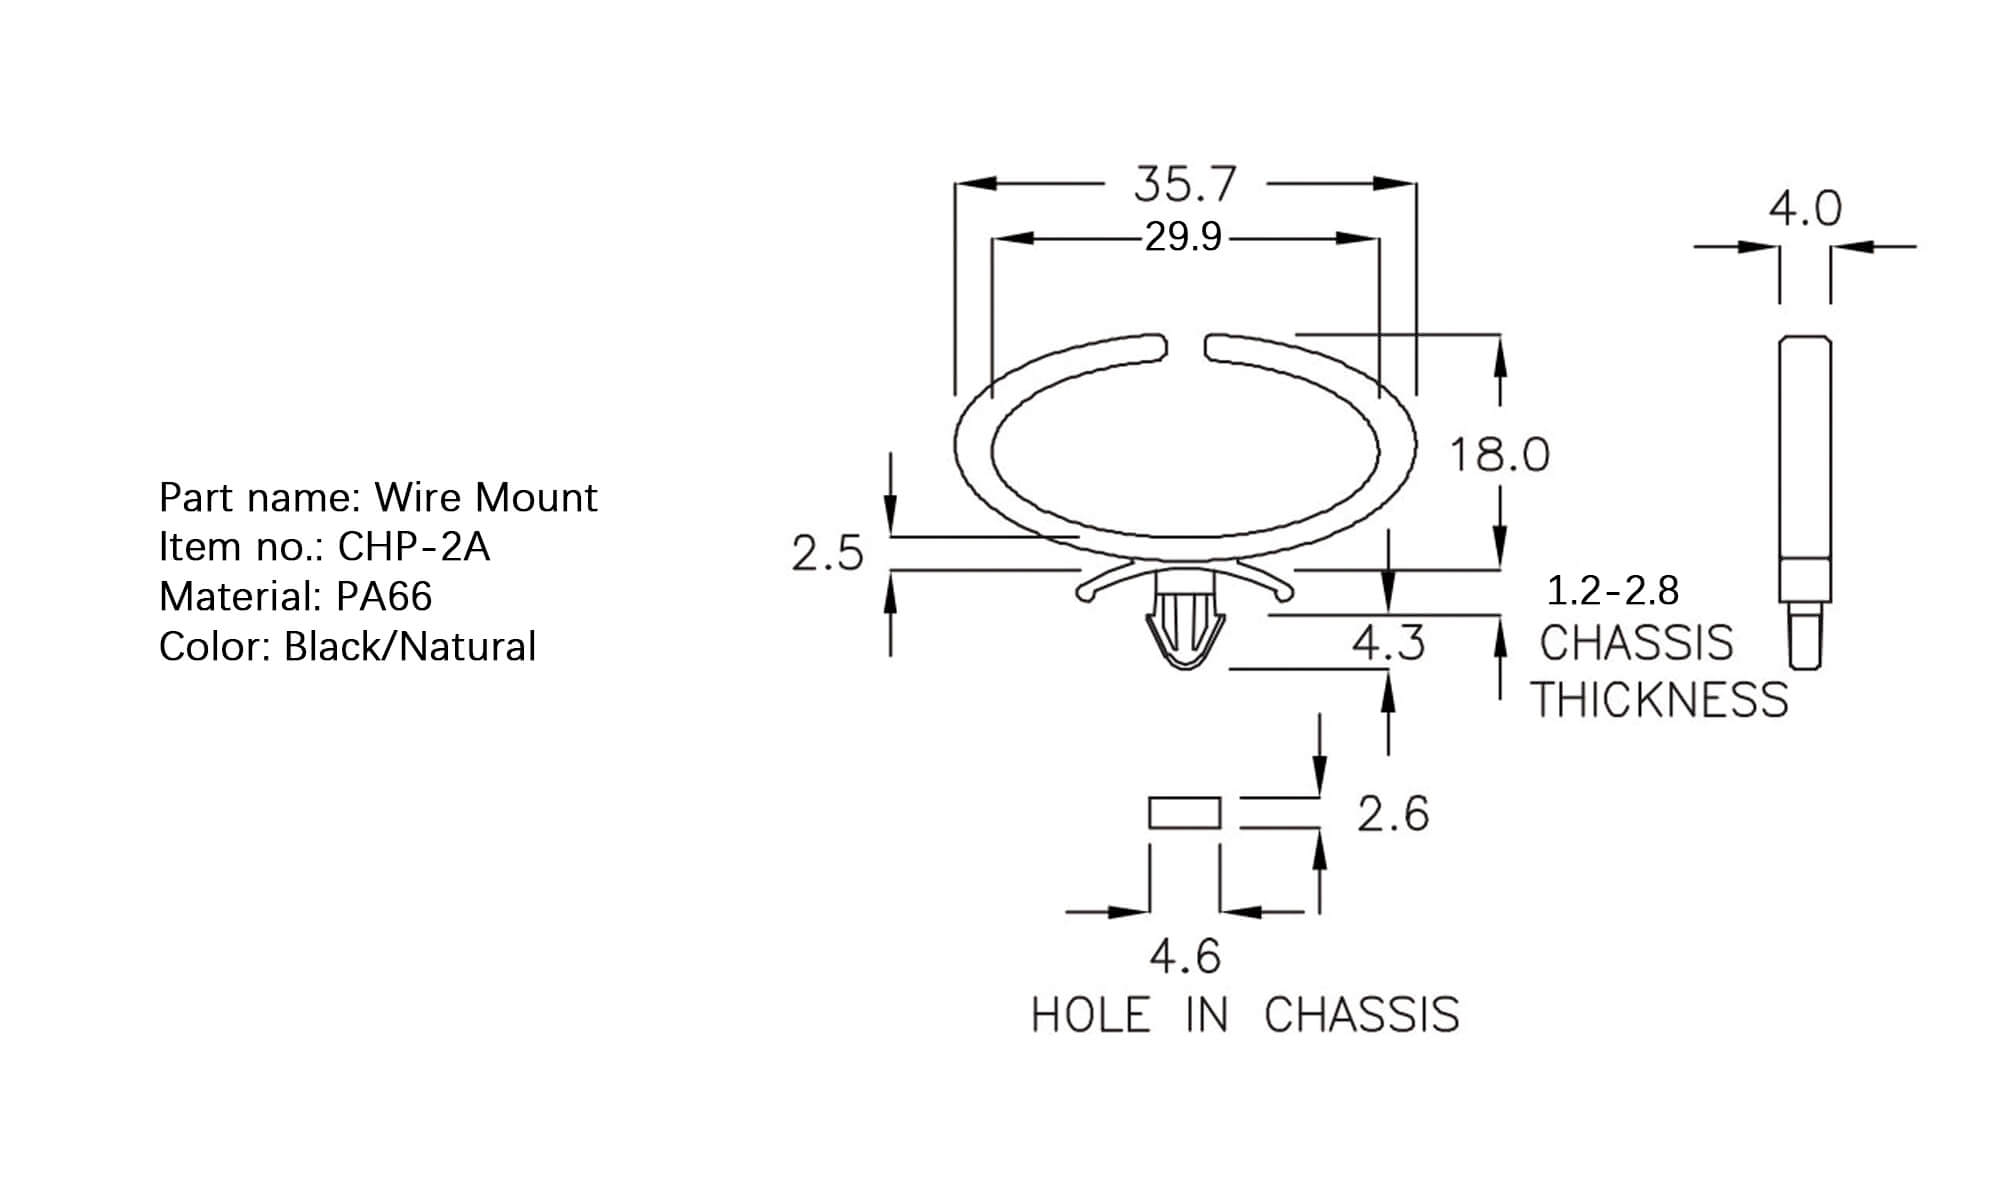 35.7
29.9
4.0
18.0
Part name: Wire Mount
Item no.: CHP-2A
Material: PA66
Color: Black/Natural
2.5
1.2-2.8
CHASSIS
THICKNESS
4.3
2.6
4.6
HOLE IN CHASSIS